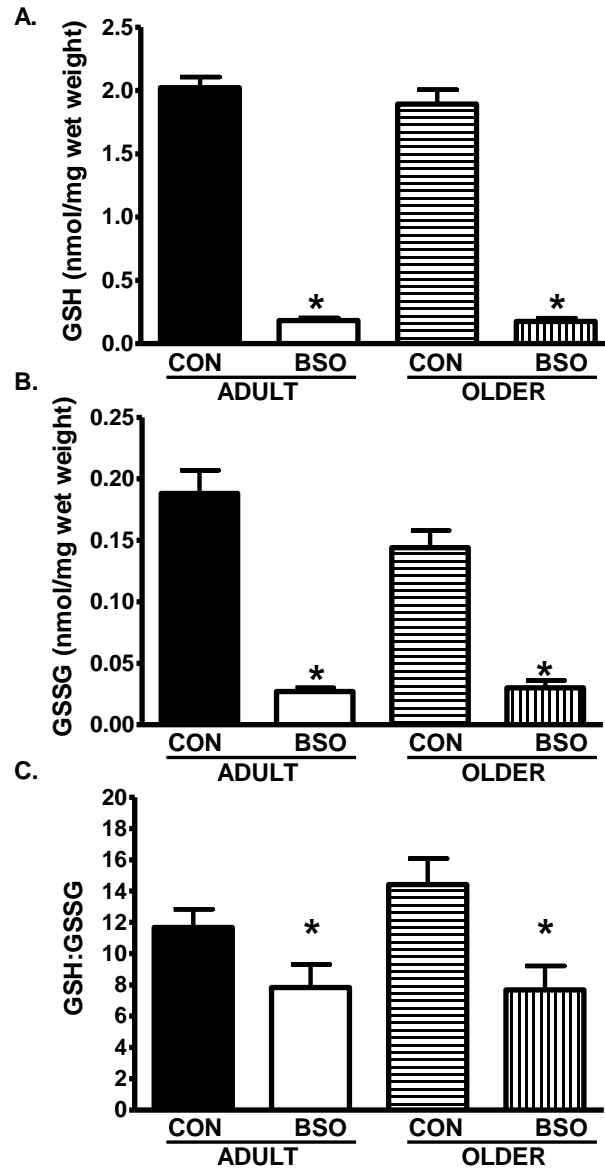 A.
GSH (nmol/mg wet weight)
2.5
2.0
1.5
1.0
0.5
0.0
*
*
CON BSO CON BSO
ADULT OLDER
B.
GSSG (nmol/mg wet weight)
0.25
0.20
0.15
0.10
0.05
0.00
*
*
CON BSO CON BSO
ADULT OLDER
C.
GSH:GSSG
20
18
16
14
12
10
8
6
4
2
0
*
*
CON BSO CON BSO
ADULT OLDER